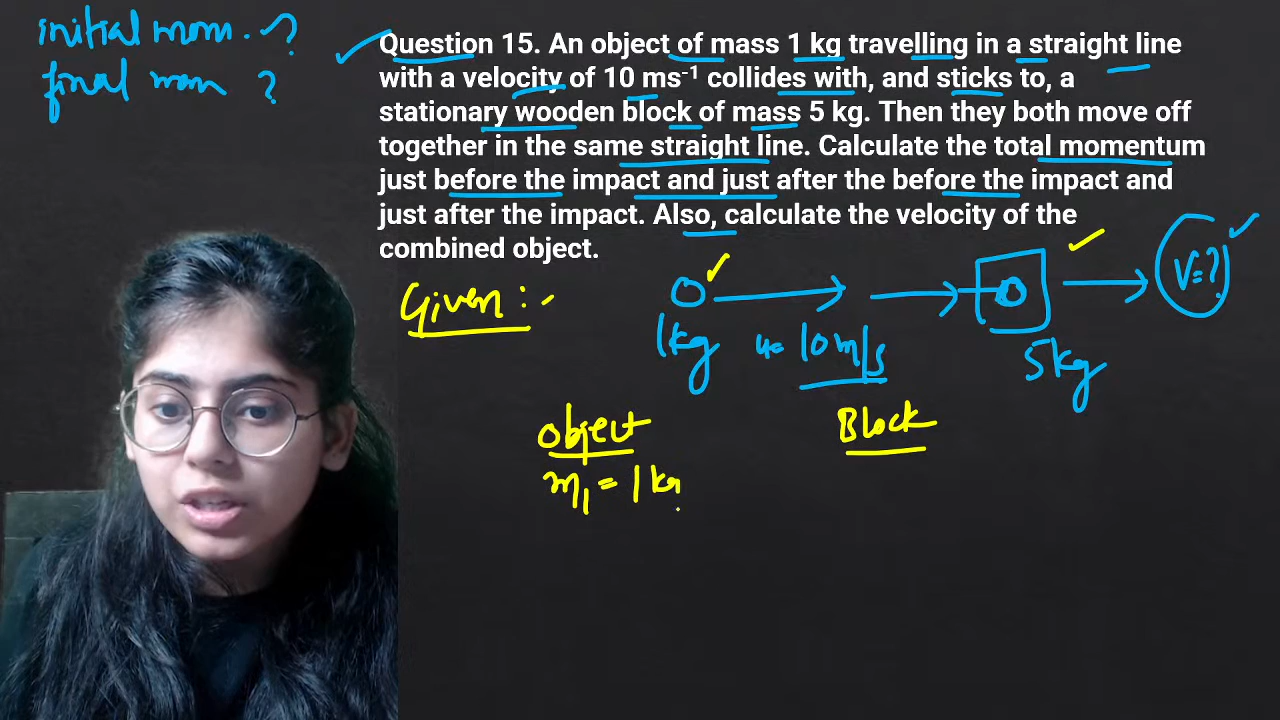 initial mom. ?
final mom ?
Question 15. An object of mass 1 kg travelling in a straight line
with a velocity of 10 ms⁻¹ collides with, and sticks to, a
stationary wooden block of mass 5 kg. Then they both move off
together in the same straight line. Calculate the total momentum
just before the impact and just after the before the impact and
just after the impact. Also, calculate the velocity of the
combined object.
Given :-
V=?
1kg
u= 10 m/s
5kg
Object
Block
m₁ = 1 kg